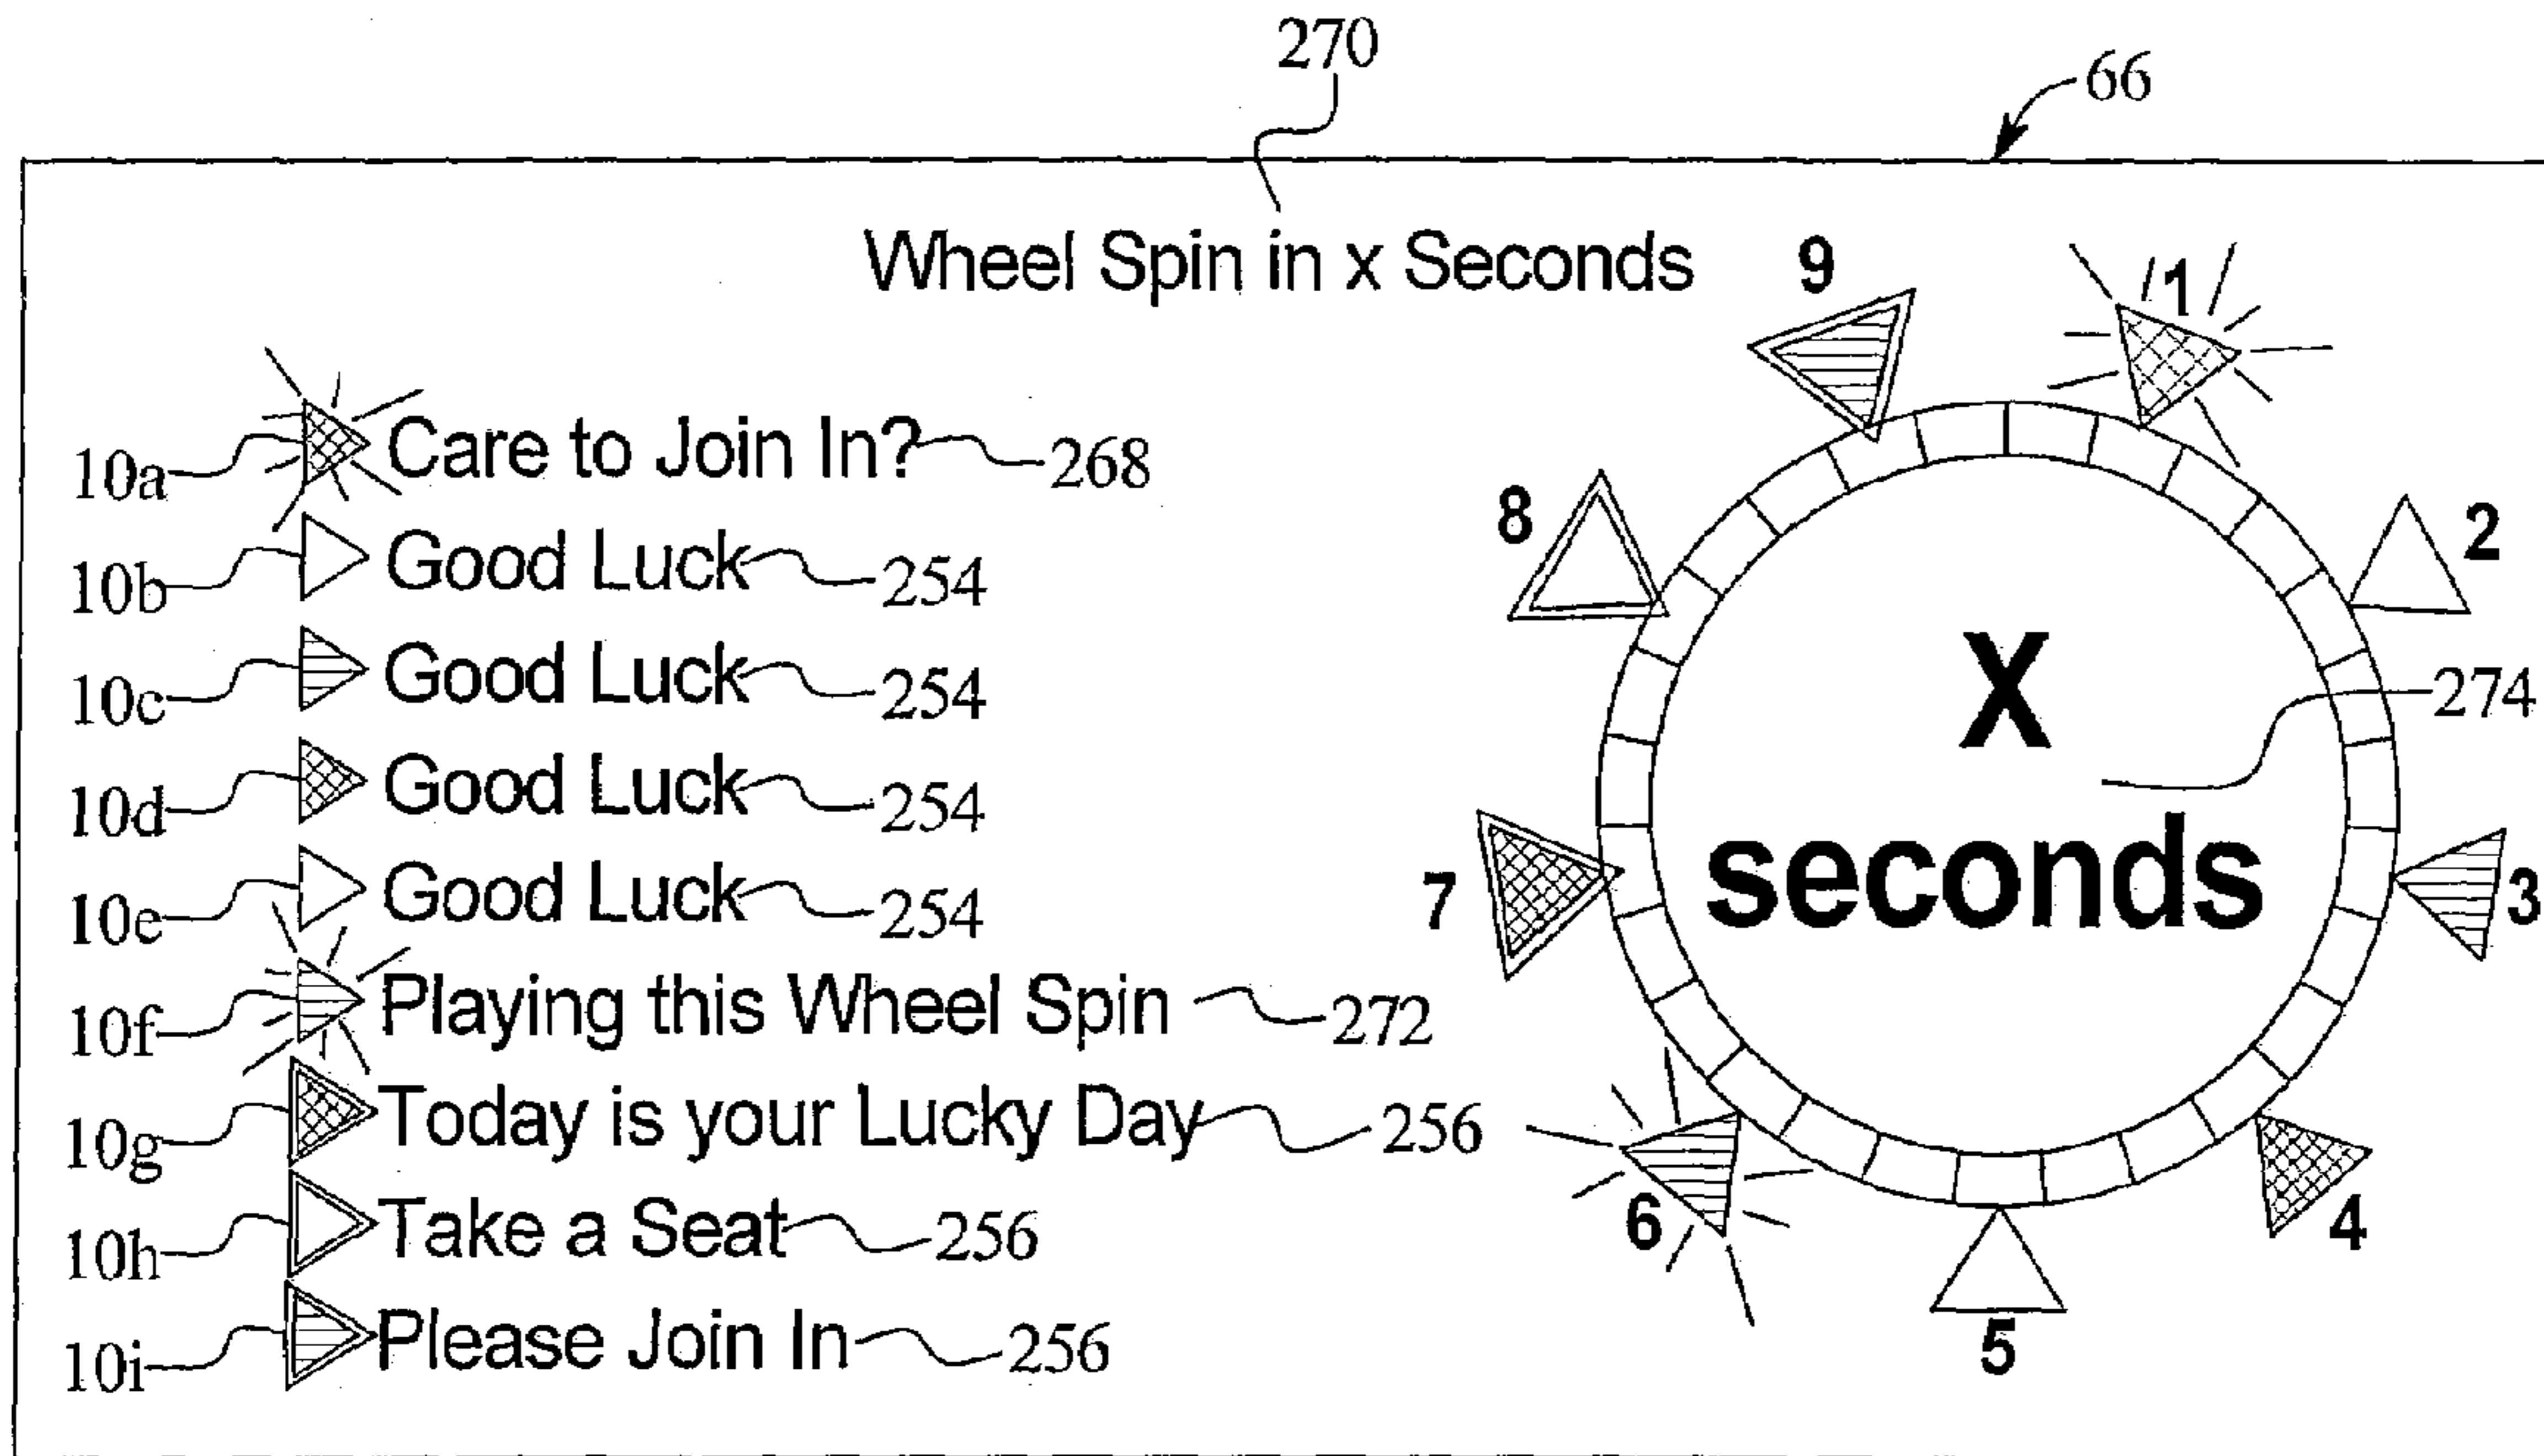 270
66
Wheel Spin in x Seconds
9
1
10a Care to Join In? 268
8
2
10b Good Luck 254
10c Good Luck 254
X
274
10d Good Luck 254
seconds
7
3
10e Good Luck 254
10f Playing this Wheel Spin 272
10g Today is your Lucky Day 256
6
4
10h Take a Seat 256
5
10i Please Join In 256